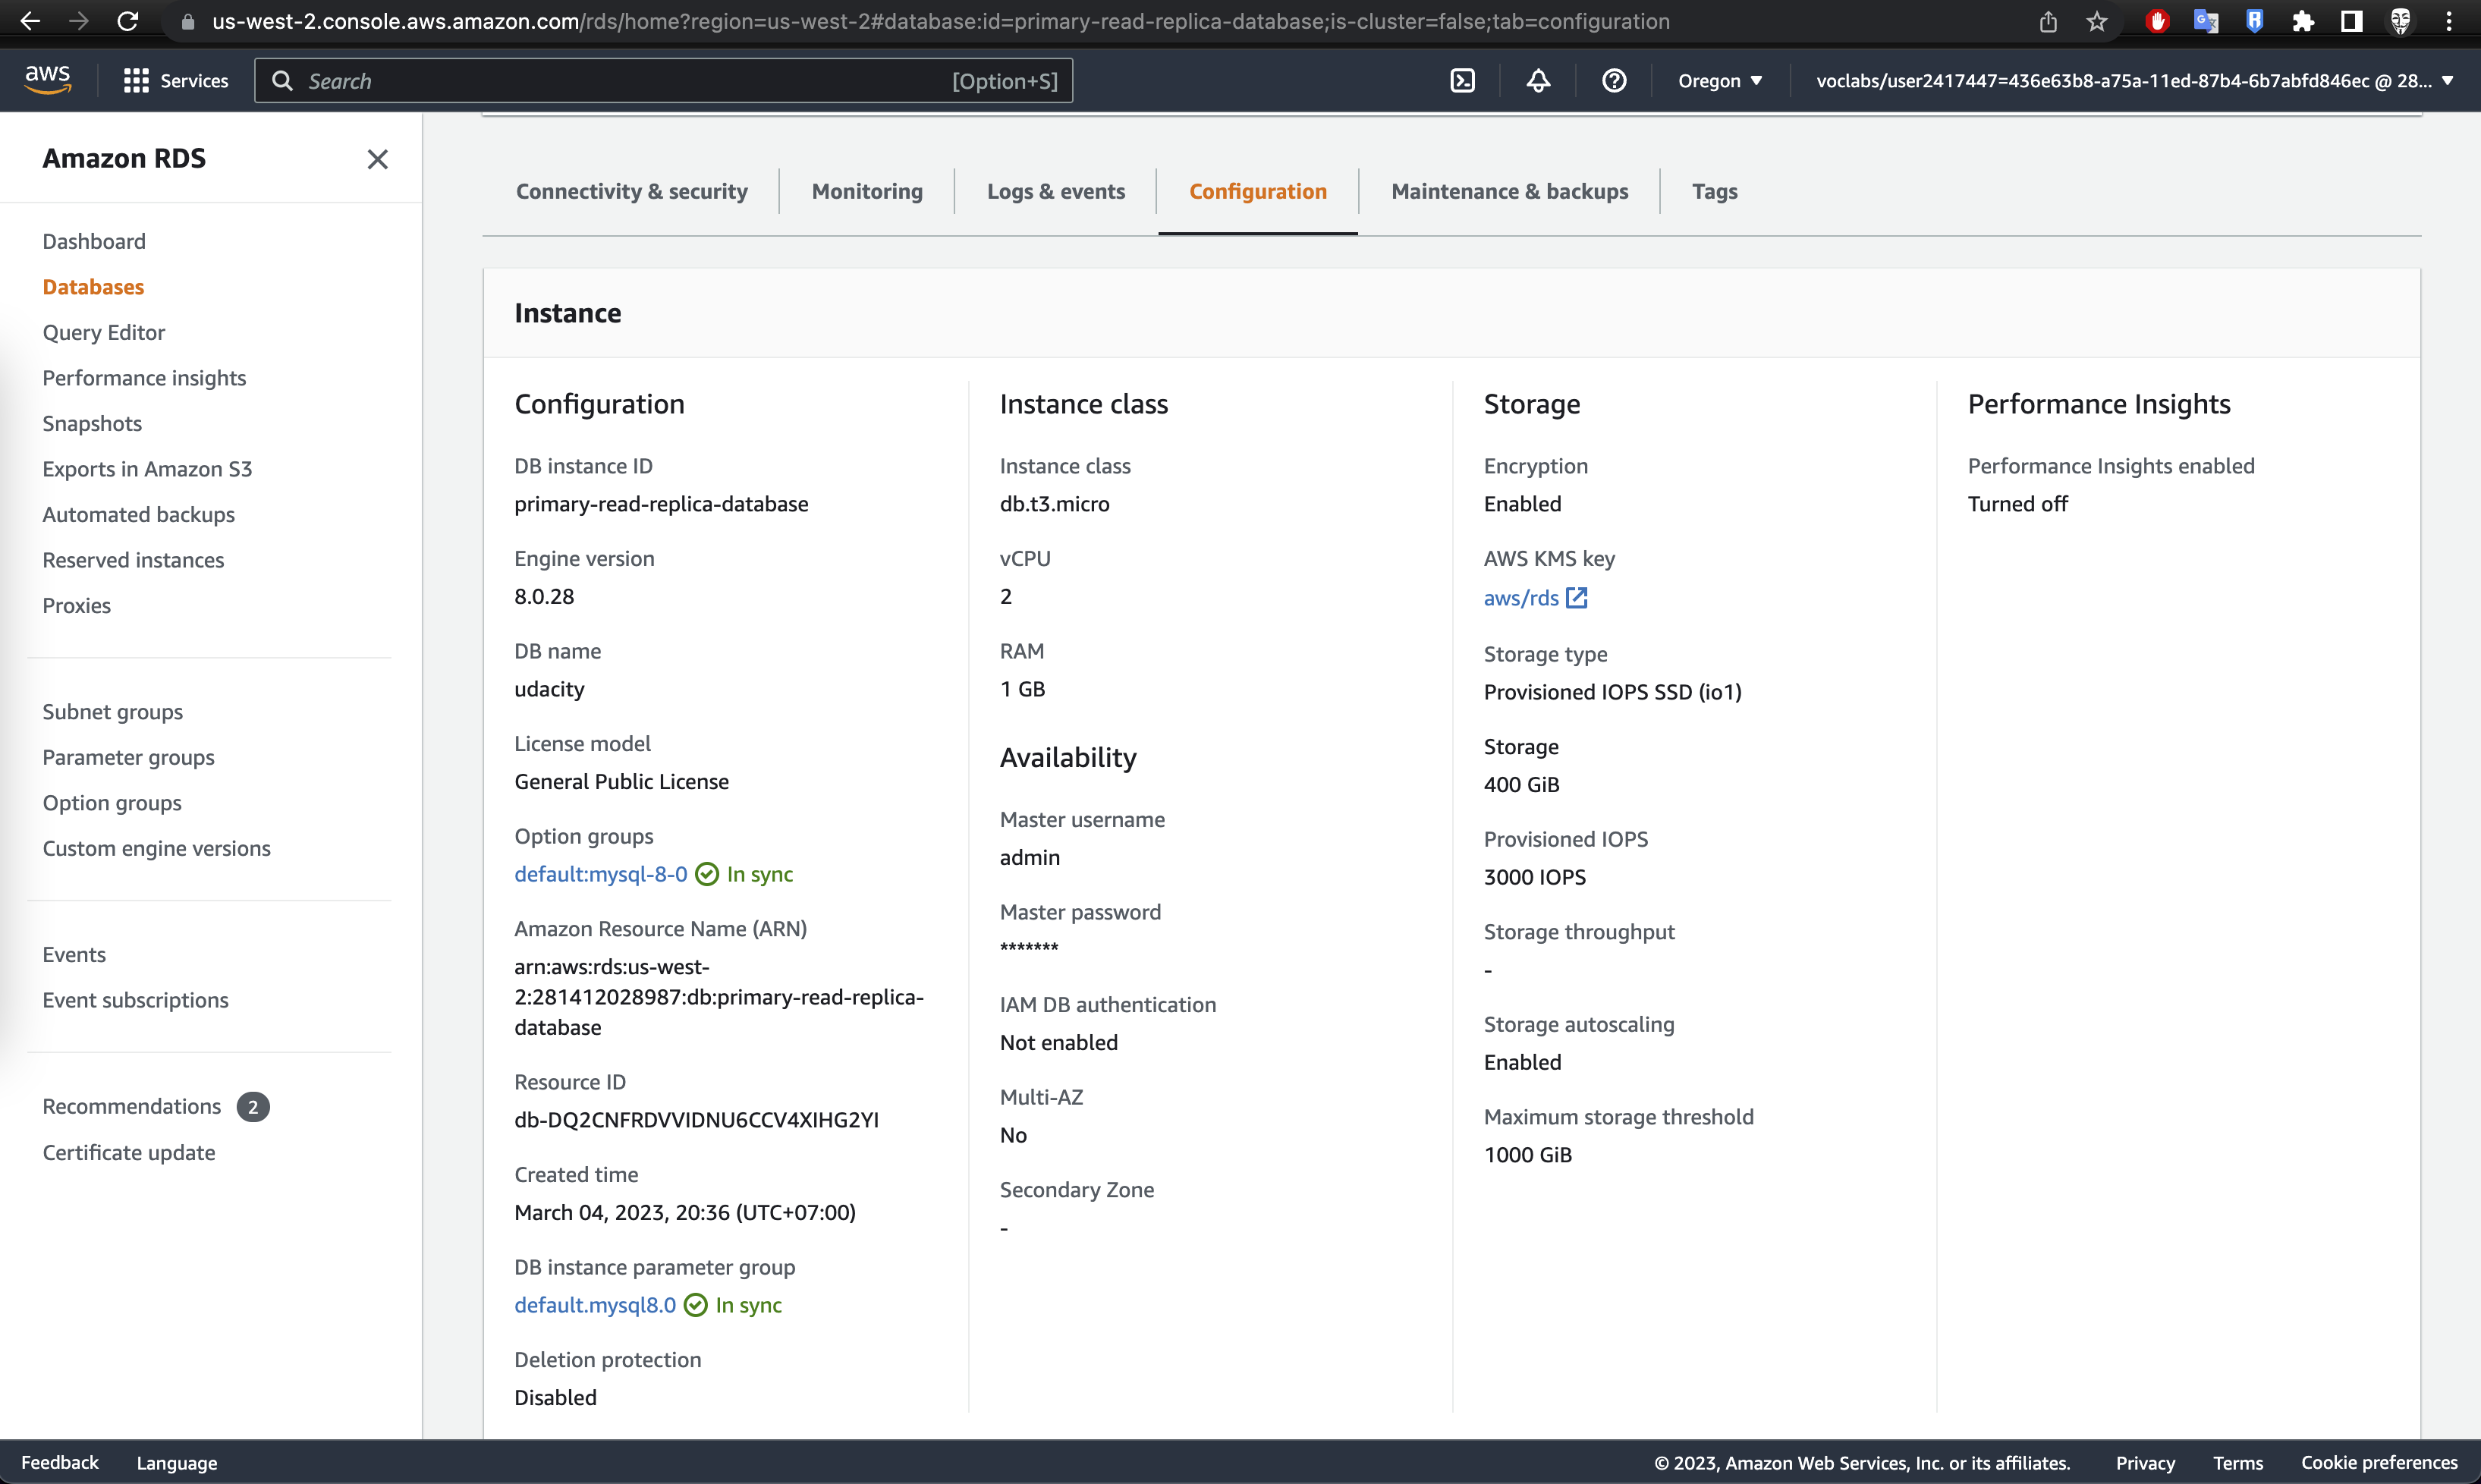 us-west-2.console.aws.amazon.com/rds/home?region=us-west-2#database:id=primary-read-replica-database;is-cluster=false;tab=configuration
aws
Services
Search
[Option+S]
Oregon
voclabs/user2417447=436e63b8-a75a-11ed-87b4-6b7abfd846ec @ 28...
Amazon RDS
Dashboard
Databases
Query Editor
Performance insights
Snapshots
Exports in Amazon S3
Automated backups
Reserved instances
Proxies
Subnet groups
Parameter groups
Option groups
Custom engine versions
Events
Event subscriptions
Recommendations 2
Certificate update
Connectivity & security
Monitoring
Logs & events
Configuration
Maintenance & backups
Tags
Instance
Configuration
DB instance ID
primary-read-replica-database
Engine version
8.0.28
DB name
udacity
License model
General Public License
Option groups
default:mysql-8-0 In sync
Amazon Resource Name (ARN)
arn:aws:rds:us-west-
2:281412028987:db:primary-read-replica-
database
Resource ID
db-DQ2CNFRDVVIDNU6CCV4XIHG2YI
Created time
March 04, 2023, 20:36 (UTC+07:00)
DB instance parameter group
default.mysql8.0 In sync
Deletion protection
Disabled
Instance class
Instance class
db.t3.micro
vCPU
2
RAM
1 GB
Availability
Master username
admin
Master password
*******
IAM DB authentication
Not enabled
Multi-AZ
No
Secondary Zone
-
Storage
Encryption
Enabled
AWS KMS key
aws/rds
Storage type
Provisioned IOPS SSD (io1)
Storage
400 GiB
Provisioned IOPS
3000 IOPS
Storage throughput
-
Storage autoscaling
Enabled
Maximum storage threshold
1000 GiB
Performance Insights
Performance Insights enabled
Turned off
Feedback
Language
© 2023, Amazon Web Services, Inc. or its affiliates.
Privacy
Terms
Cookie preferences